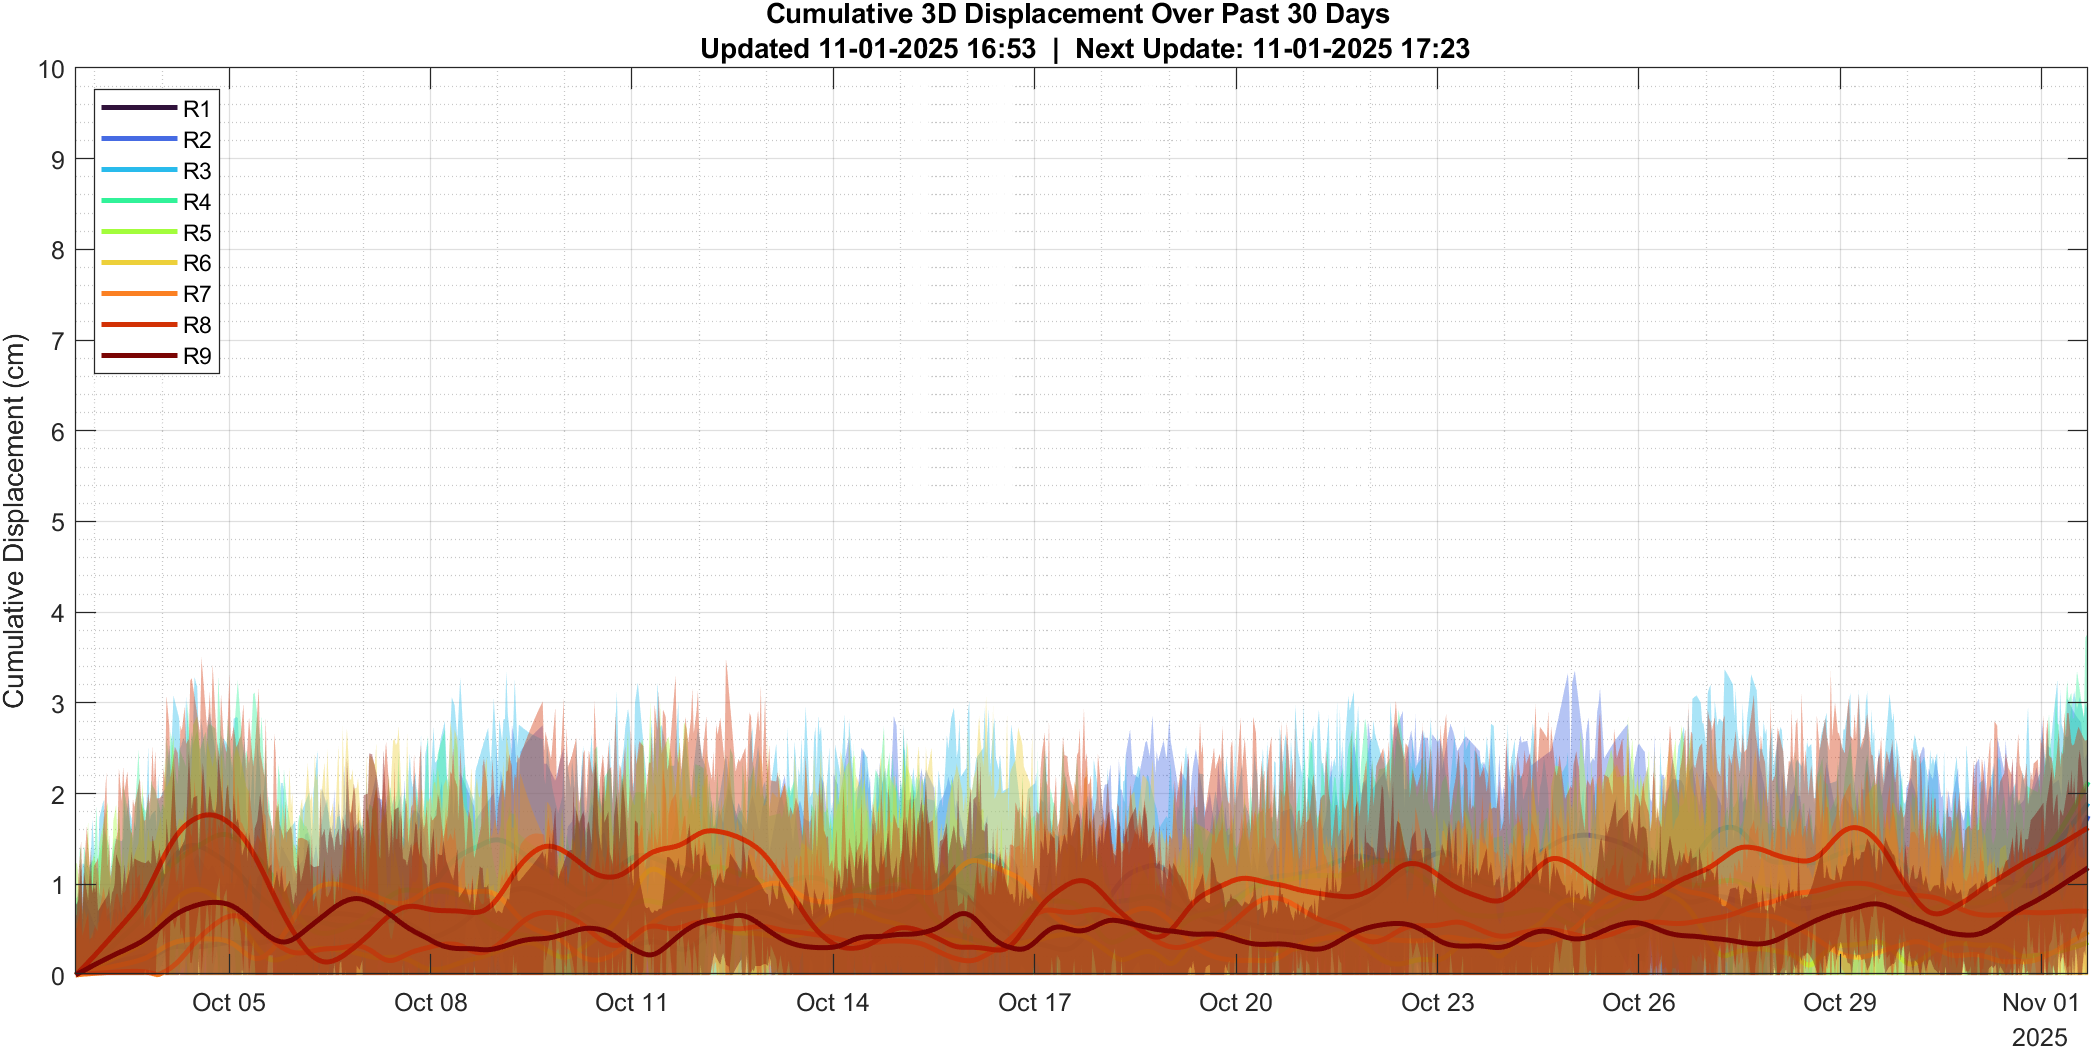 Cumulative 3D Displacement Over Past 30 Days
Updated 11-01-2025 16:53 | Next Update: 11-01-2025 17:23
Cumulative Displacement (cm)
10
9
8
7
6
5
4
3
2
1
0
R1
R2
R3
R4
R5
R6
R7
R8
R9
Oct 05 Oct 08 Oct 11 Oct 14 Oct 17 Oct 20 Oct 23 Oct 26 Oct 29 Nov 01
2025